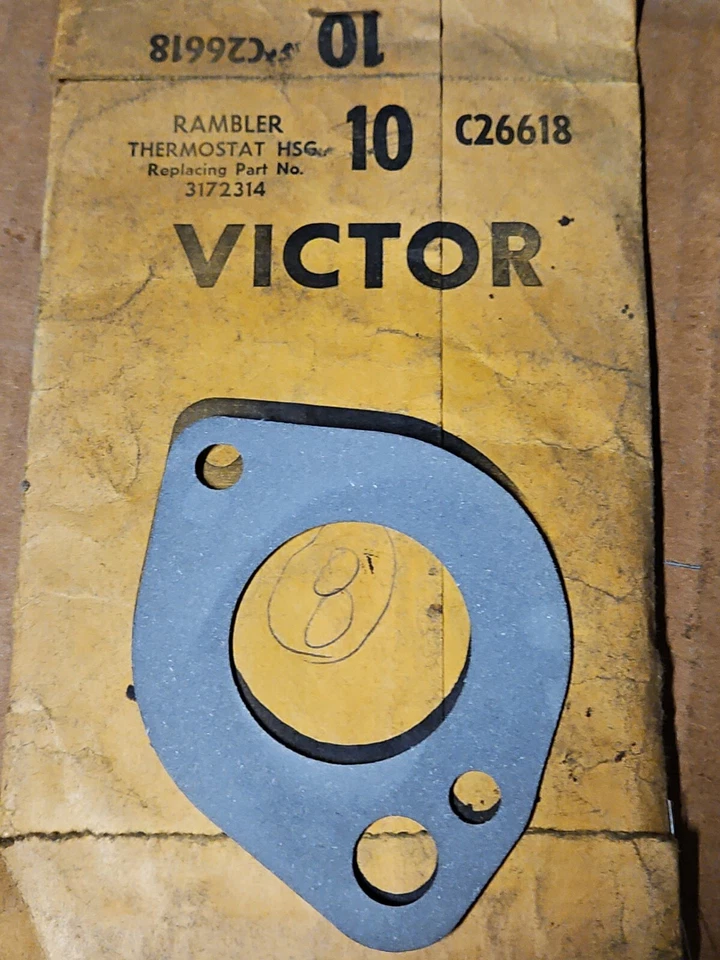 10 C26618
RAMBLER
THERMOSTAT HSG.
Replacing Part No.
3172314
10
C26618
VICTOR
8